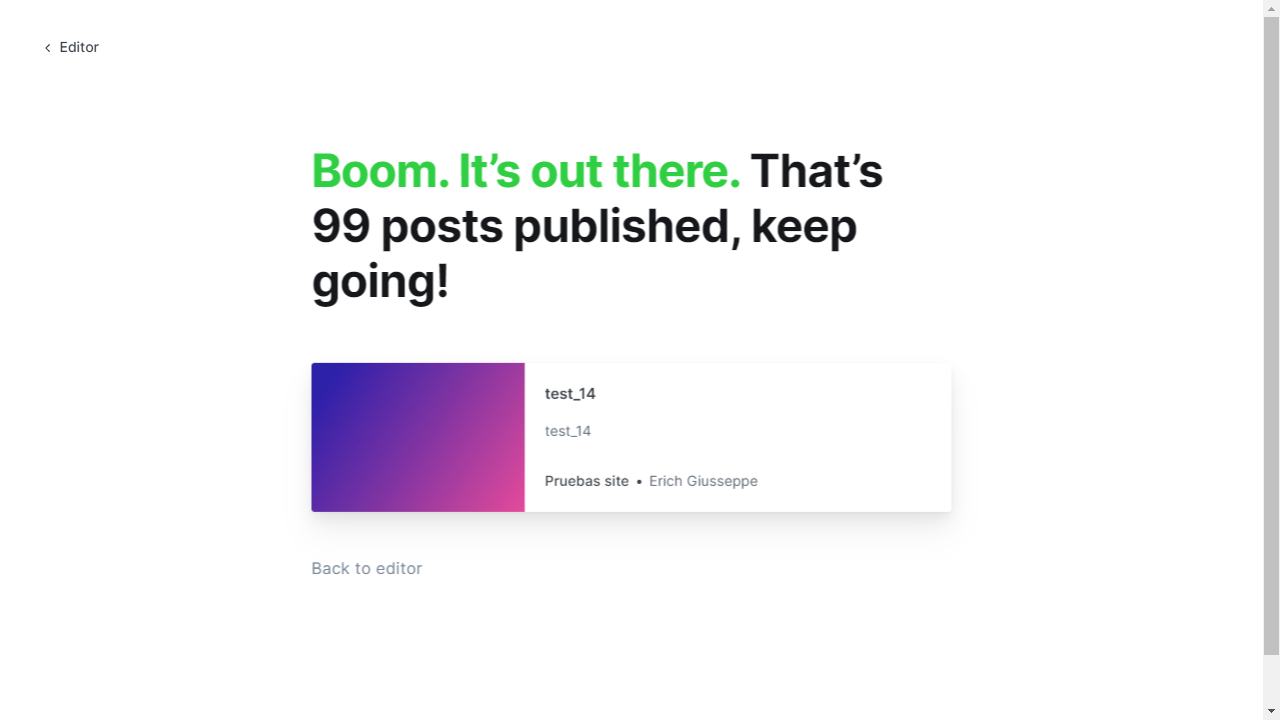 Editor
Boom. It’s out there. That’s
99 posts published, keep
going!
test_14
test_14
Pruebas site • Erich Giusseppe
Back to editor